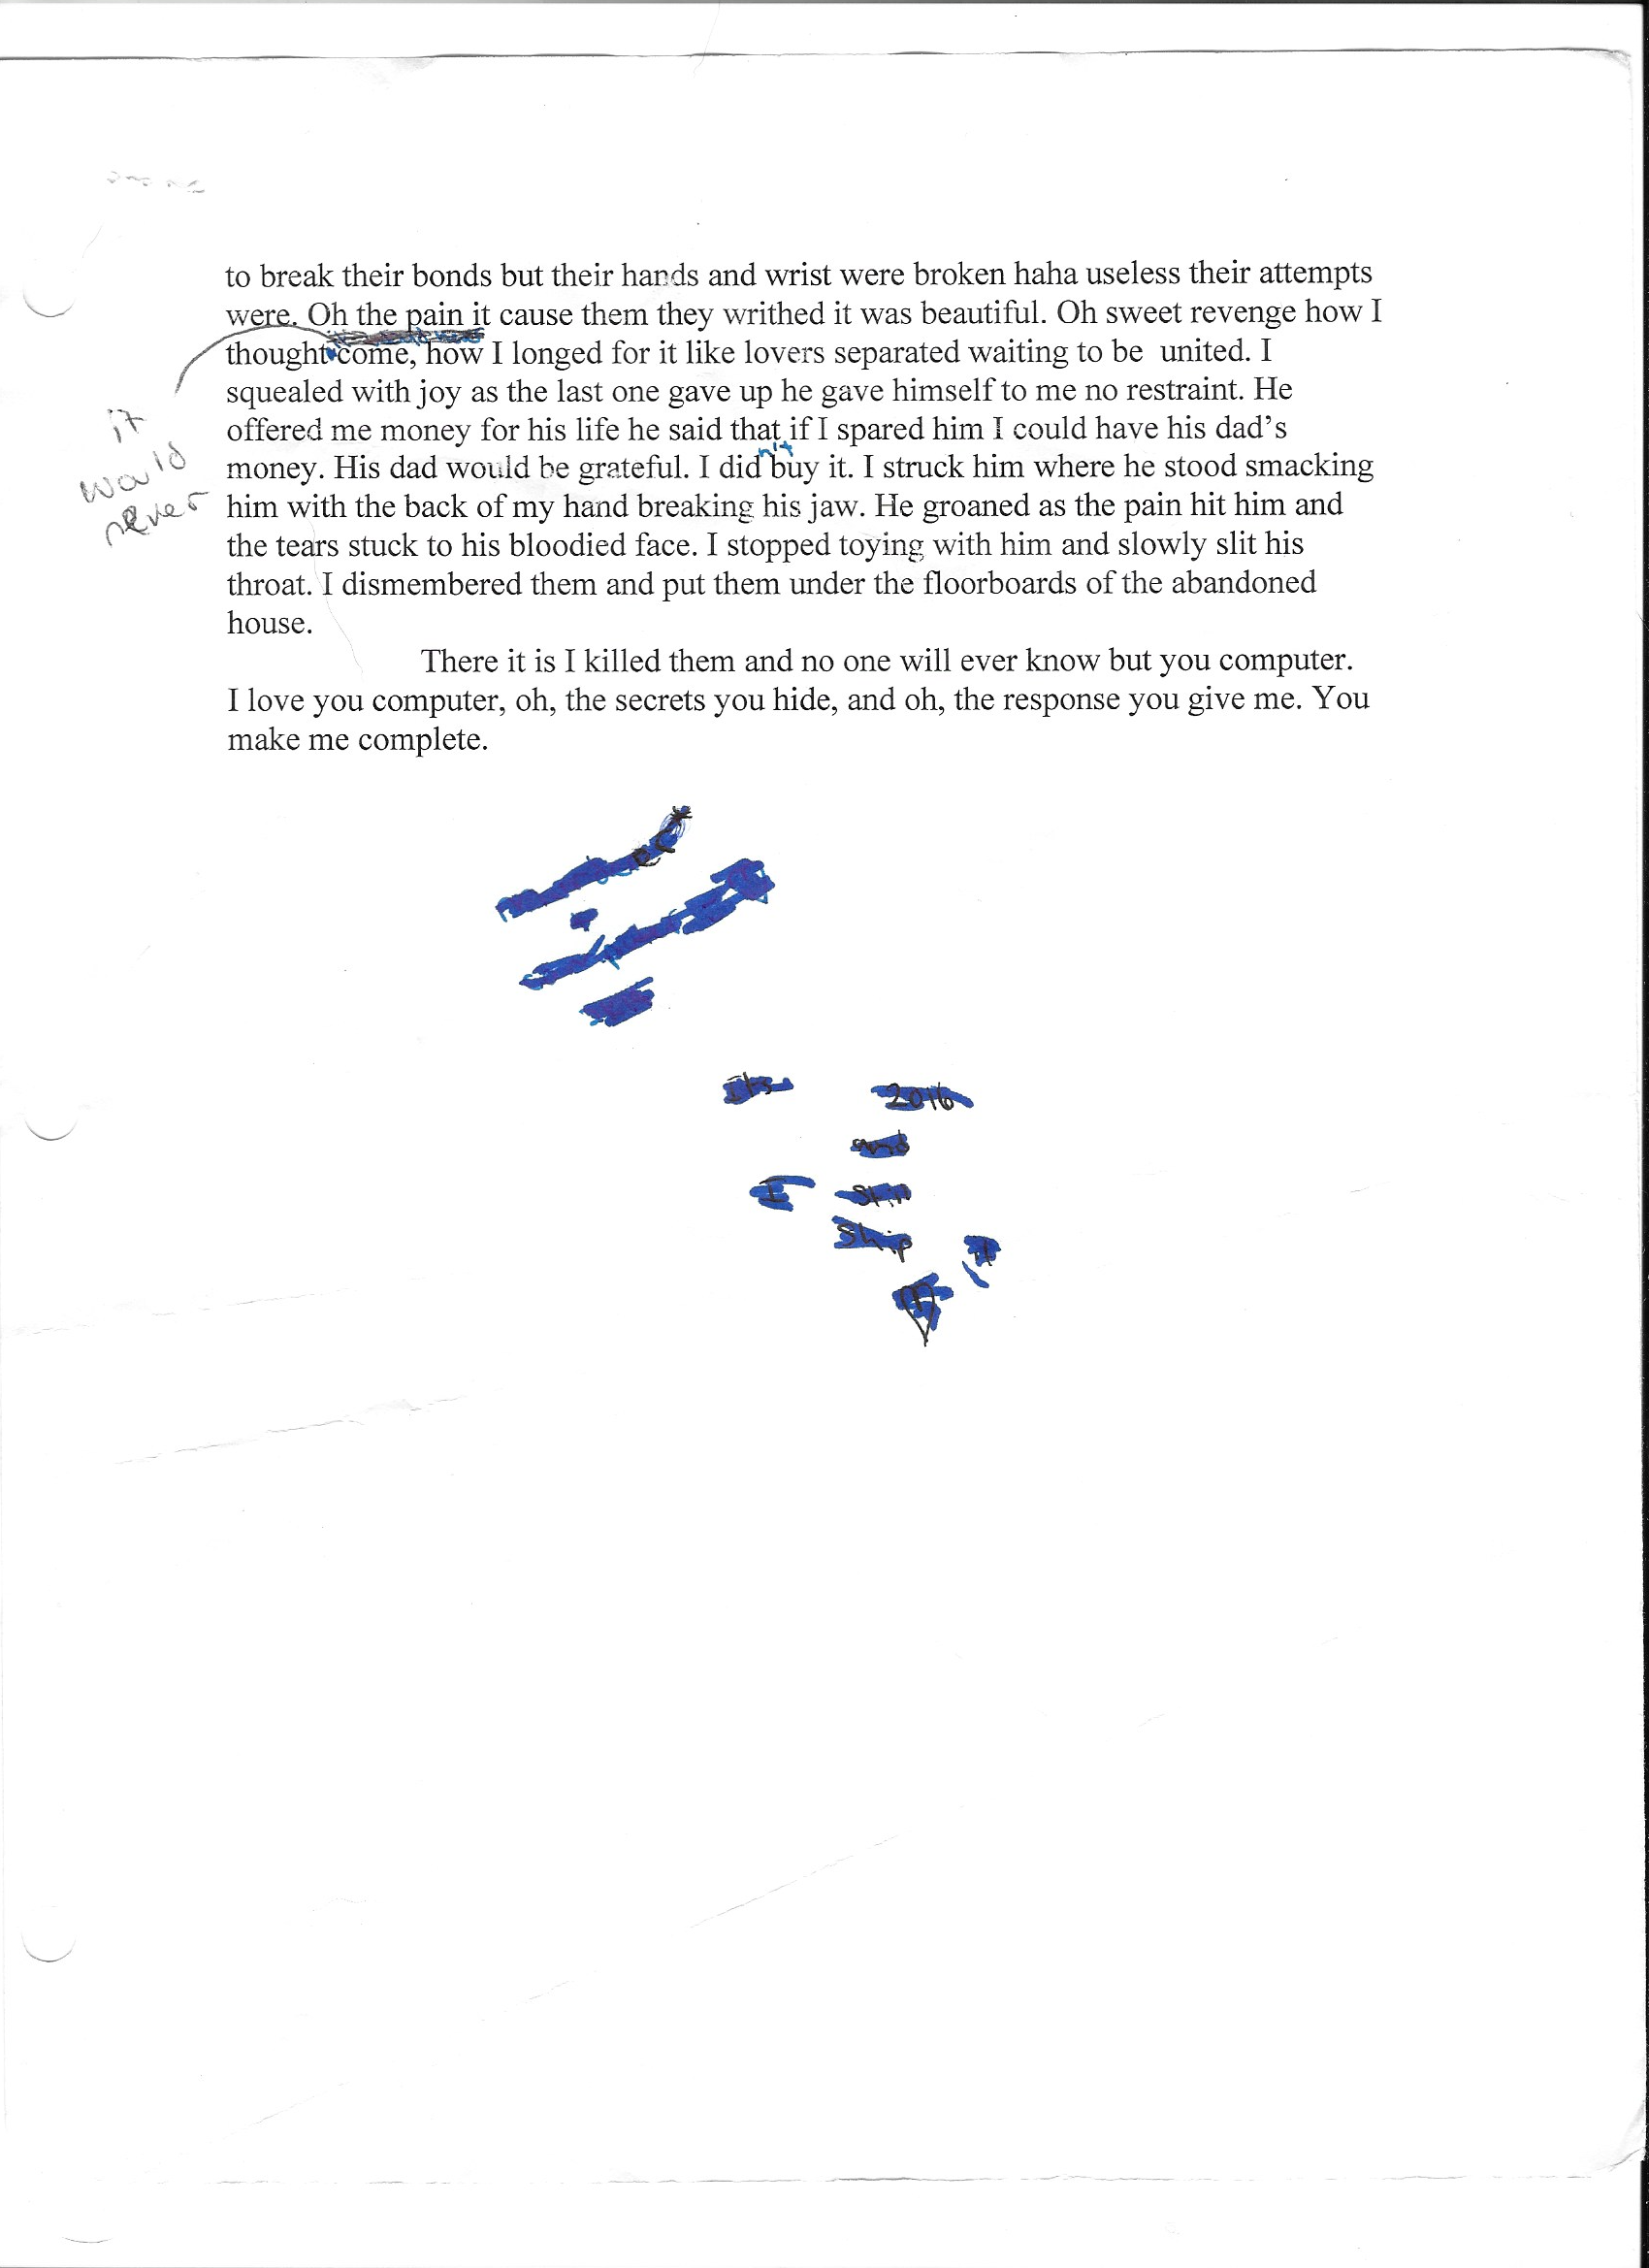 to break their bonds but their hands and wrist were broken haha useless their attempts
were. Oh the pain it cause them they writhed it was beautiful. Oh sweet revenge how I
thought come, how I longed for it like lovers separated waiting to be  united. I
squealed with joy as the last one gave up he gave himself to me no restraint. He
it
offered me money for his life he said that if I spared him I could have his dad's
would
n't
money. His dad would be grateful. I did buy it. I struck him where he stood smacking
never
him with the back of my hand breaking his jaw. He groaned as the pain hit him and
the tears stuck to his bloodied face. I stopped toying with him and slowly slit his
throat. I dismembered them and put them under the floorboards of the abandoned
house.
There it is I killed them and no one will ever know but you computer.
I love you computer, oh, the secrets you hide, and oh, the response you give me. You
make me complete.
Its 2016
and
I still
Ship it